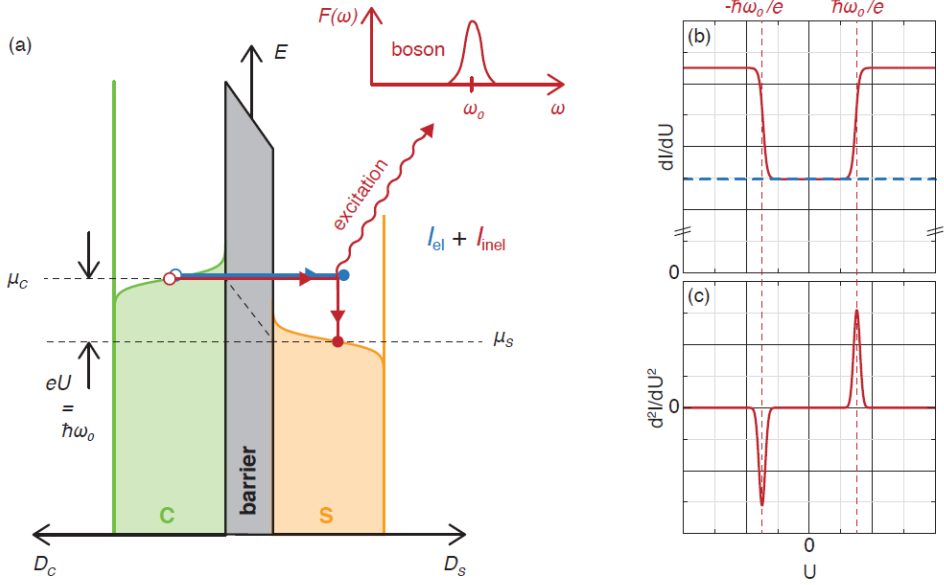 (a)
E
F(ω)
boson
ω₀
ω
excitation
I_el + I_inel
μ_C
μ_S
eU
=
ħω₀
barrier
C
S
D_C
D_S
-ħω₀/e
ħω₀/e
(b)
dI/dU
0
(c)
d²I/dU²
0
0
U